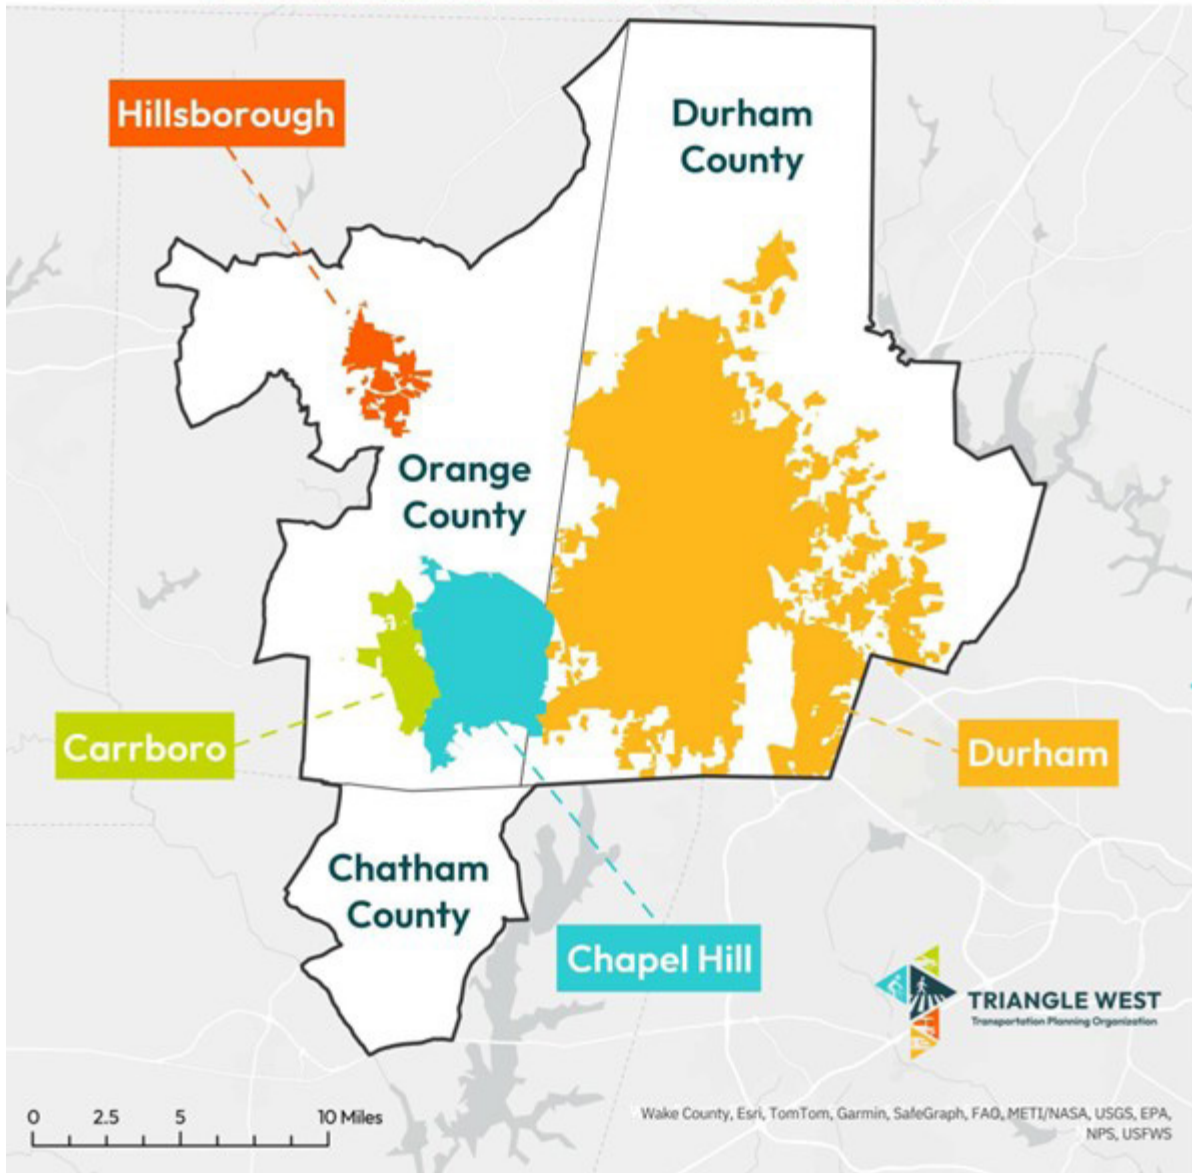 Hillsborough
Durham
County
Orange
County
Carrboro
Durham
Chatham
County
Chapel Hill
TRIANGLE WEST
Transportation Planning Organization
0 2.5 5 10 Miles
Wake County, Esri, TomTom, Garmin, SafeGraph, FAO, METI/NASA, USGS, EPA,
NPS, USFWS